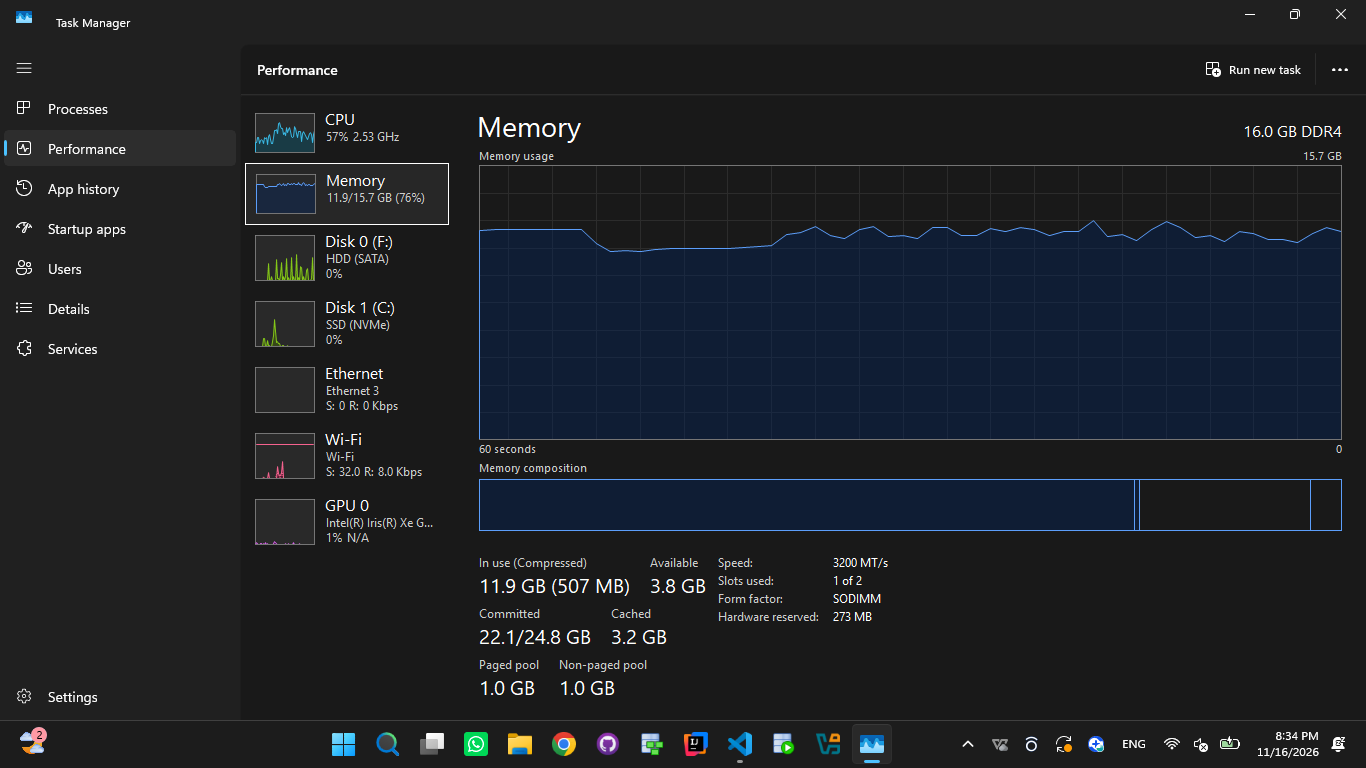 Task Manager
Performance
Run new task
Processes
Performance
App history
Startup apps
Users
Details
Services
Settings
CPU
57% 2.53 GHz
Memory
11.9/15.7 GB (76%)
Disk 0 (F:)
HDD (SATA)
0%
Disk 1 (C:)
SSD (NVMe)
0%
Ethernet
Ethernet 3
S: 0 R: 0 Kbps
Wi-Fi
Wi-Fi
S: 32.0 R: 8.0 Kbps
GPU 0
Intel(R) Iris(R) Xe G...
1% N/A
Memory
16.0 GB DDR4
Memory usage
15.7 GB
60 seconds
0
Memory composition
In use (Compressed)
11.9 GB (507 MB)
Available
3.8 GB
Committed
22.1/24.8 GB
Cached
3.2 GB
Paged pool
1.0 GB
Non-paged pool
1.0 GB
Speed: 3200 MT/s
Slots used: 1 of 2
Form factor: SODIMM
Hardware reserved: 273 MB
2
ENG
8:34 PM
11/16/2026